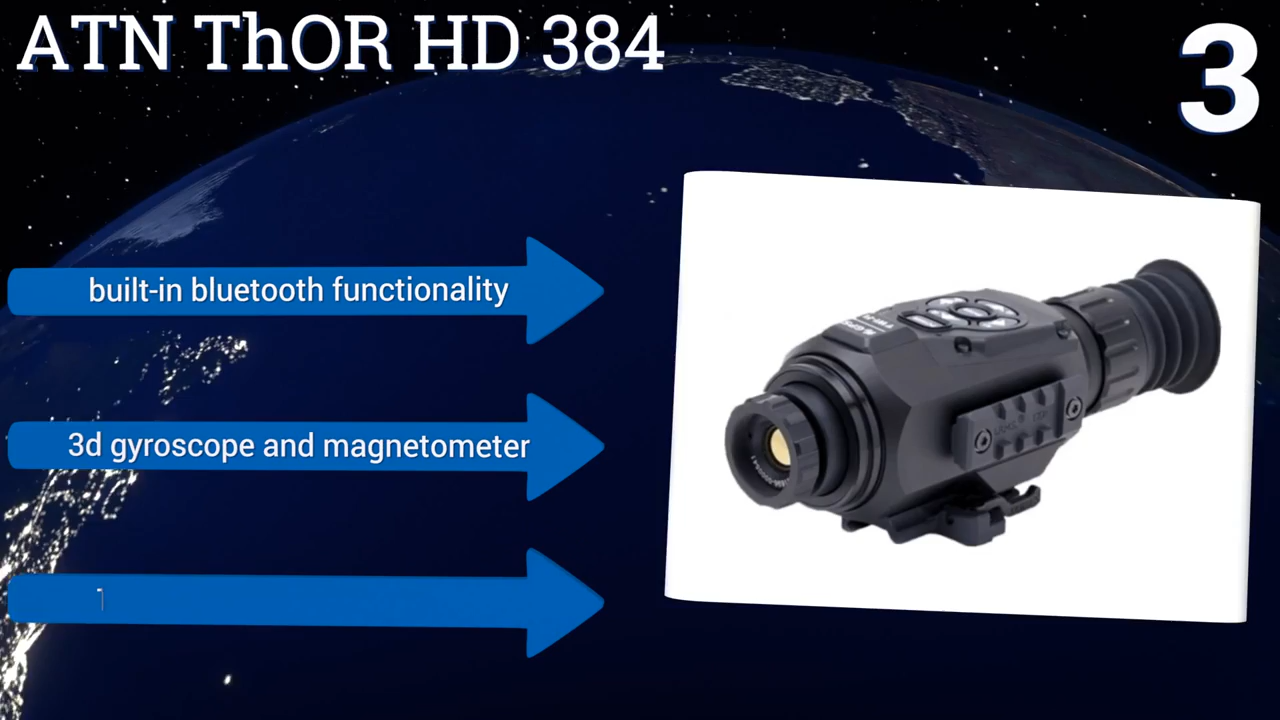 ATN ThOR HD 384
3
built-in bluetooth functionality
3d gyroscope and magnetometer